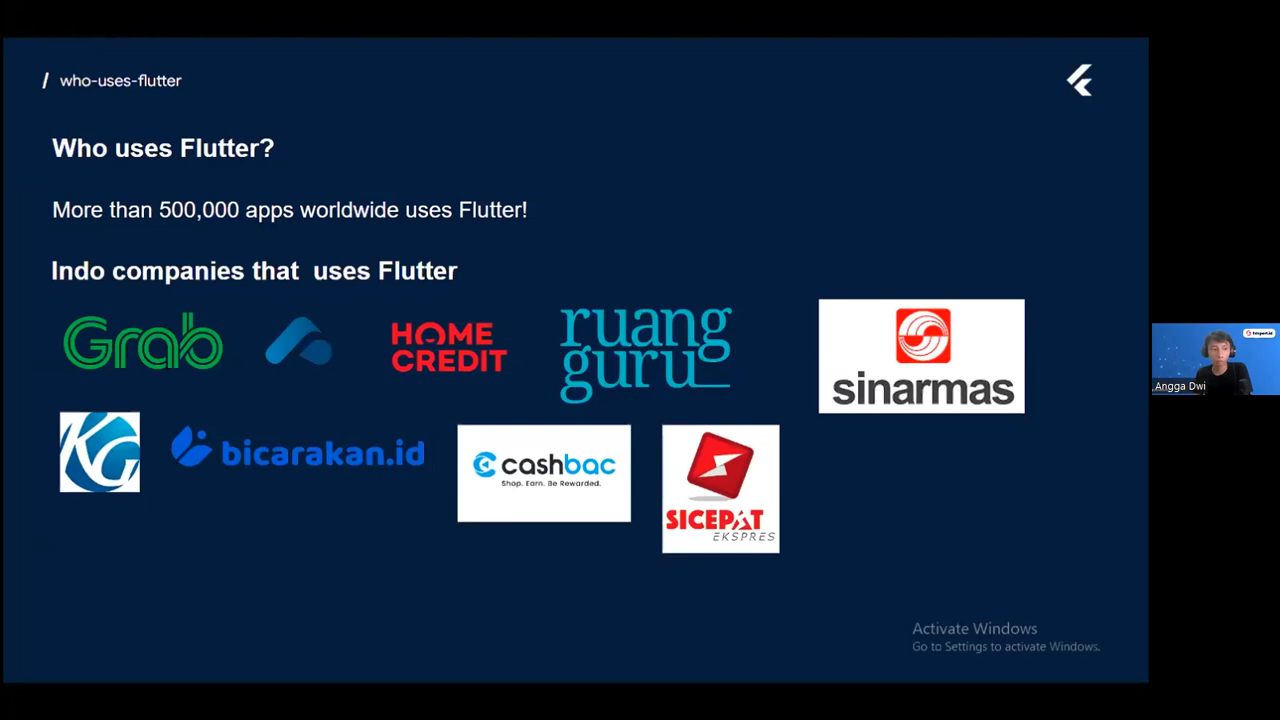 / who-uses-flutter
Who uses Flutter?
More than 500,000 apps worldwide uses Flutter!
Indo companies that uses Flutter
Grab
HOME CREDIT
ruang guru
sinarmas
KG
bicarakan.id
cashbac
Shop. Earn. Be Rewarded.
SICEPAT
EKSPRES
Activate Windows
Go to Settings to activate Windows.
Angga Dwi